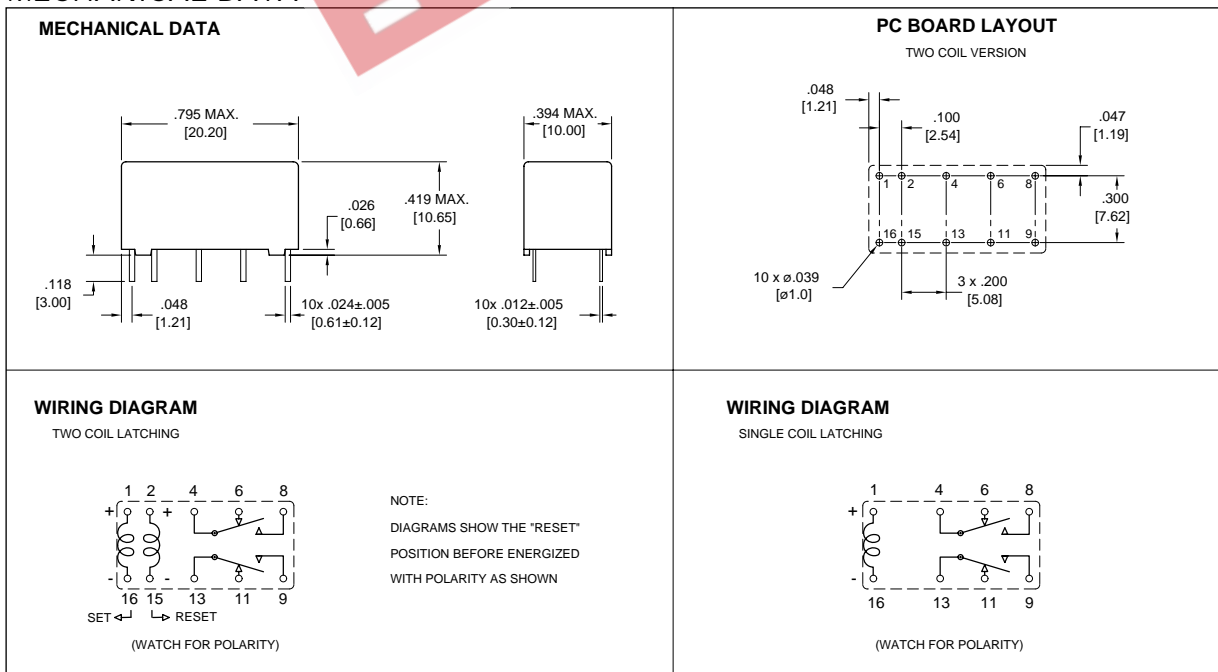 MECHANICAL DATA
.795 MAX.
[20.20]
.419 MAX.
[10.65]
.026
[0.66]
.118
[3.00]
.048
[1.21]
10x .024±.005
[0.61±0.12]
.394 MAX.
[10.00]
10x .012±.005
[0.30±0.12]
PC BOARD LAYOUT
TWO COIL VERSION
.048
[1.21]
.100
[2.54]
.047
[1.19]
1 2 4 6 8
.300
[7.62]
16 15 13 11 9
10 x ø.039
[ø1.0]
3 x .200
[5.08]
WIRING DIAGRAM
TWO COIL LATCHING
1 2 4 6 8
+ +
- -
16 15 13 11 9
SET RESET
(WATCH FOR POLARITY)
NOTE:
DIAGRAMS SHOW THE "RESET"
POSITION BEFORE ENERGIZED
WITH POLARITY AS SHOWN
WIRING DIAGRAM
SINGLE COIL LATCHING
1 4 6 8
+
-
16 13 11 9
(WATCH FOR POLARITY)